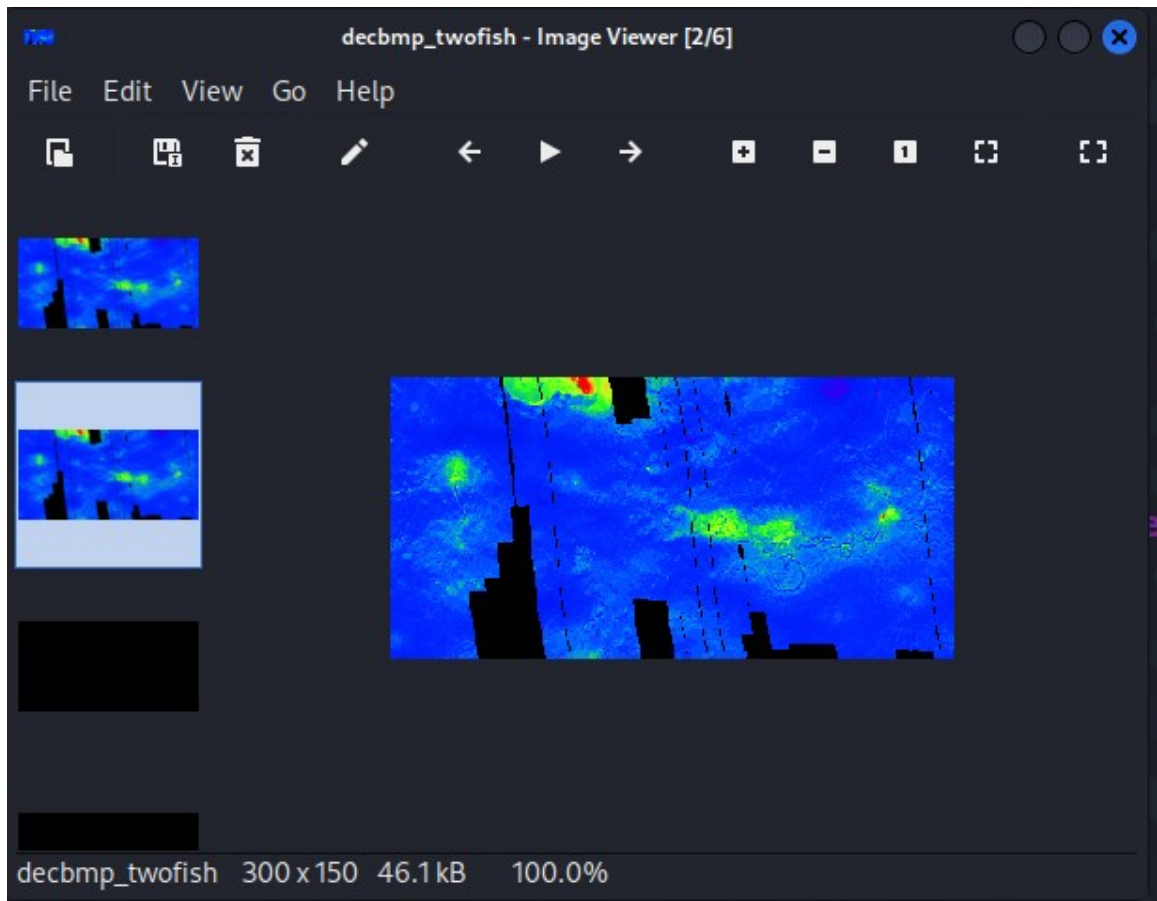 decbmp_twofish - Image Viewer [2/6]
File Edit View Go Help
1
decbmp_twofish 300 x 150 46.1 kB 100.0%